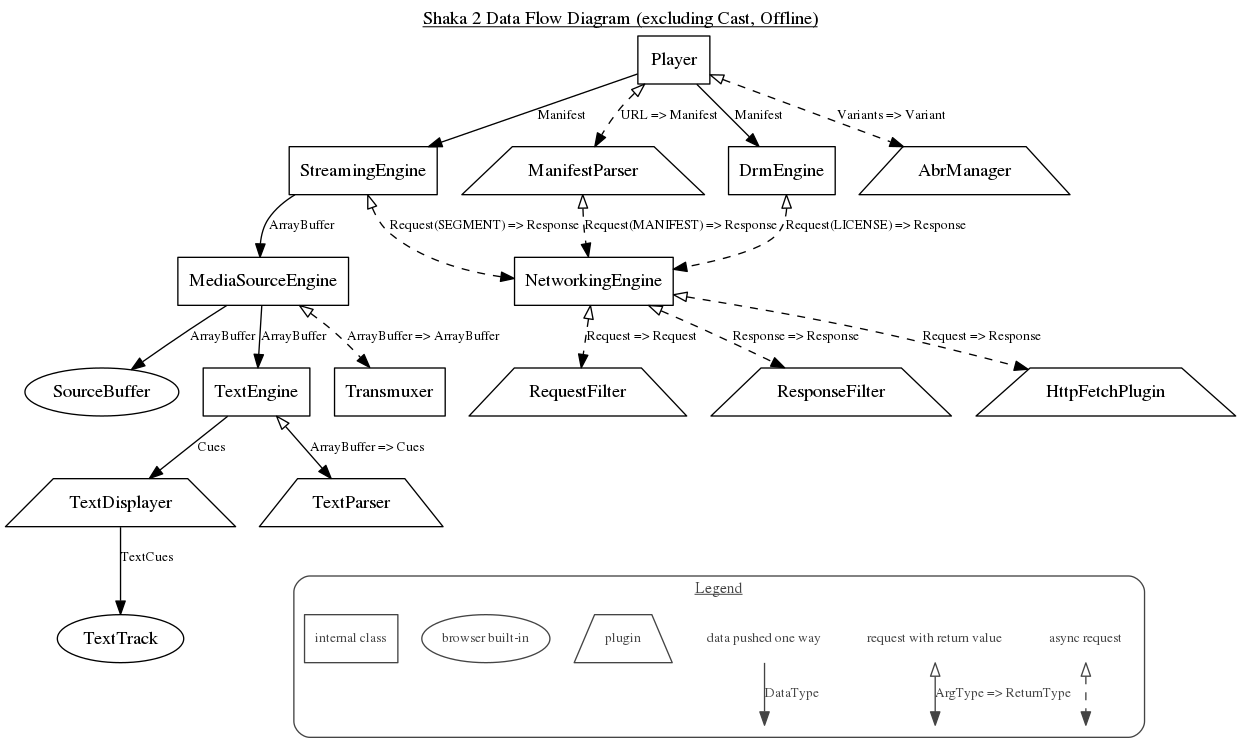 Shaka 2 Data Flow Diagram (excluding Cast, Offline)
Player
Manifest
URL => Manifest
Manifest
Variants => Variant
StreamingEngine
ManifestParser
DrmEngine
AbrManager
ArrayBuffer
Request(SEGMENT) => Response
Request(MANIFEST) => Response
Request(LICENSE) => Response
MediaSourceEngine
NetworkingEngine
ArrayBuffer
ArrayBuffer
ArrayBuffer => ArrayBuffer
Request => Request
Response => Response
Request => Response
SourceBuffer
TextEngine
Transmuxer
RequestFilter
ResponseFilter
HttpFetchPlugin
Cues
ArrayBuffer => Cues
TextDisplayer
TextParser
TextCues
TextTrack
Legend
internal class
browser built-in
plugin
data pushed one way
request with return value
async request
DataType
ArgType => ReturnType